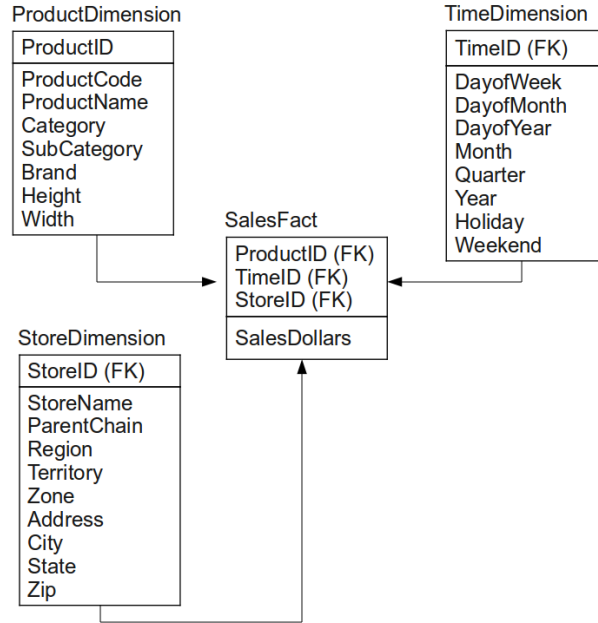 ProductDimension
ProductID
ProductCode
ProductName
Category
SubCategory
Brand
Height
Width
TimeDimension
TimeID (FK)
DayofWeek
DayofMonth
DayofYear
Month
Quarter
Year
Holiday
Weekend
SalesFact
ProductID (FK)
TimeID (FK)
StoreID (FK)
SalesDollars
StoreDimension
StoreID (FK)
StoreName
ParentChain
Region
Territory
Zone
Address
City
State
Zip